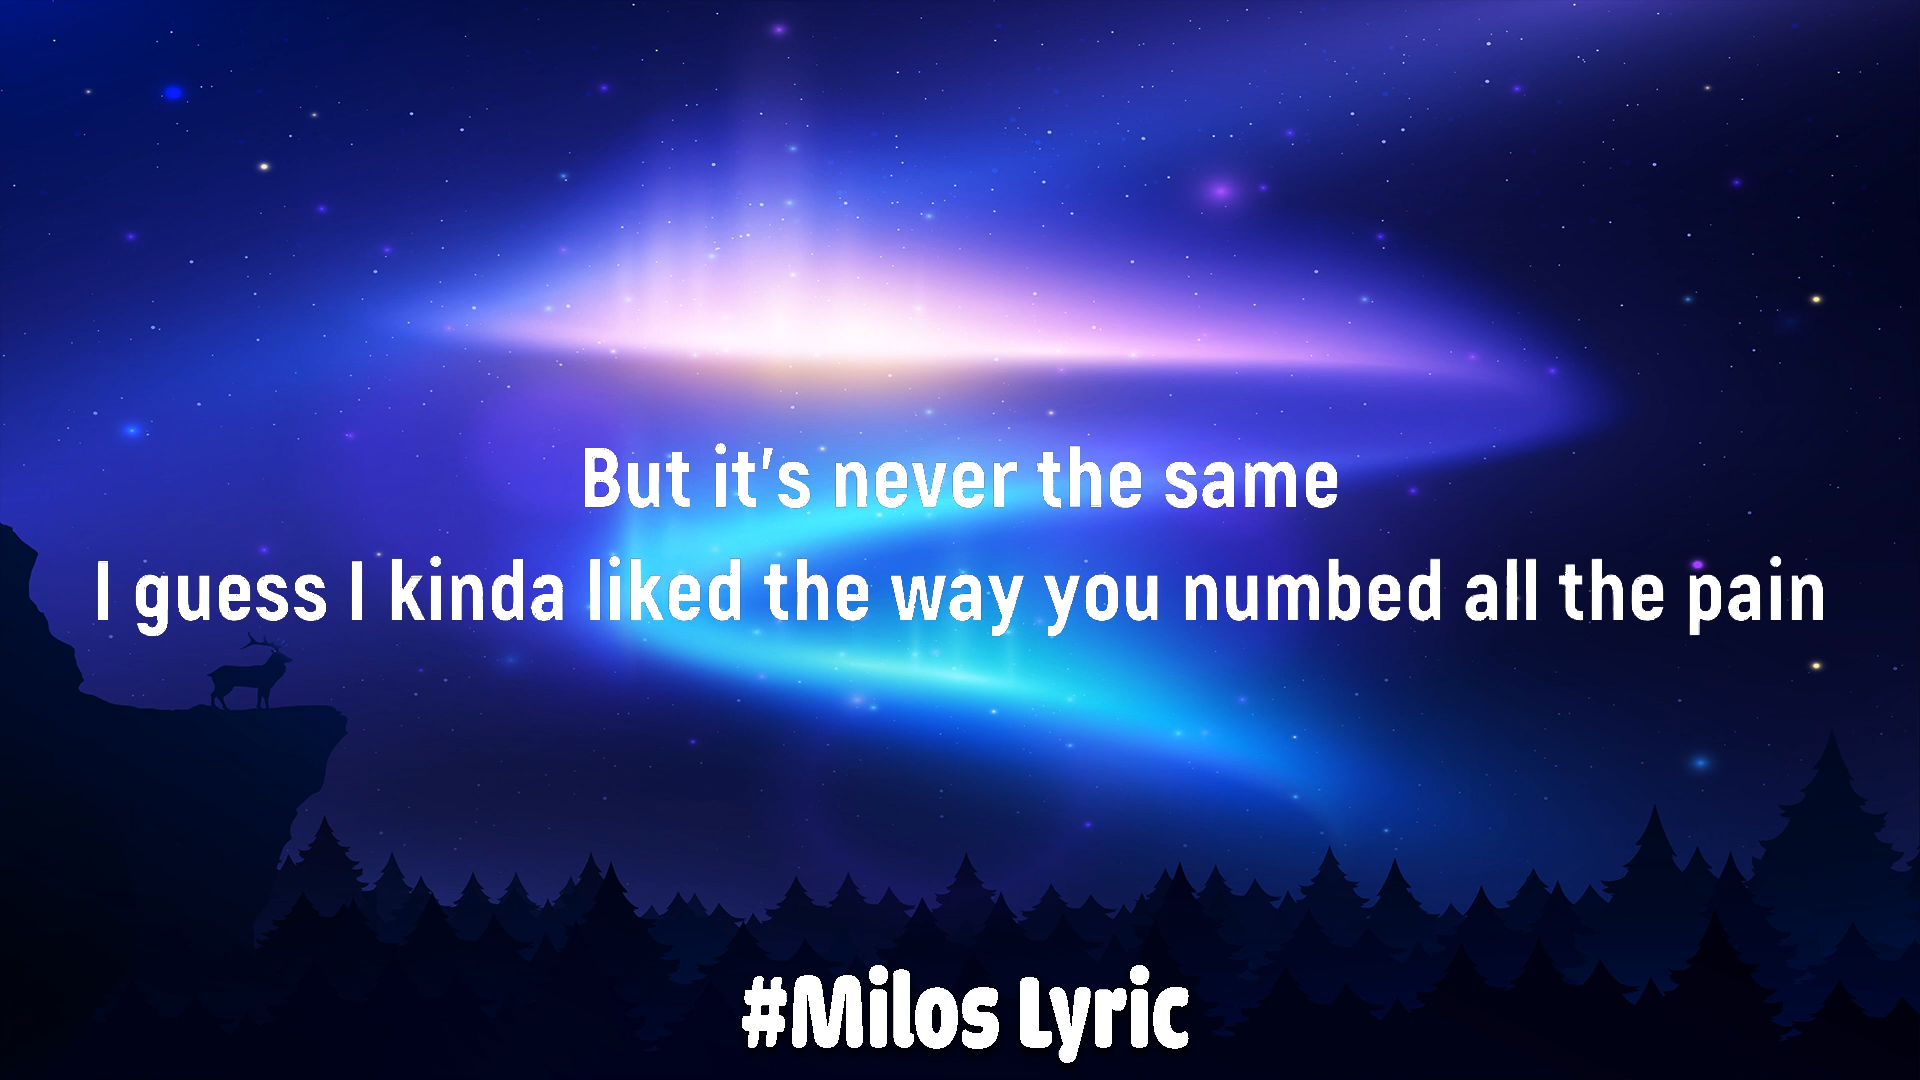 But it's never the same
I guess I kinda liked the way you numbed all the pain
#Milos Lyric